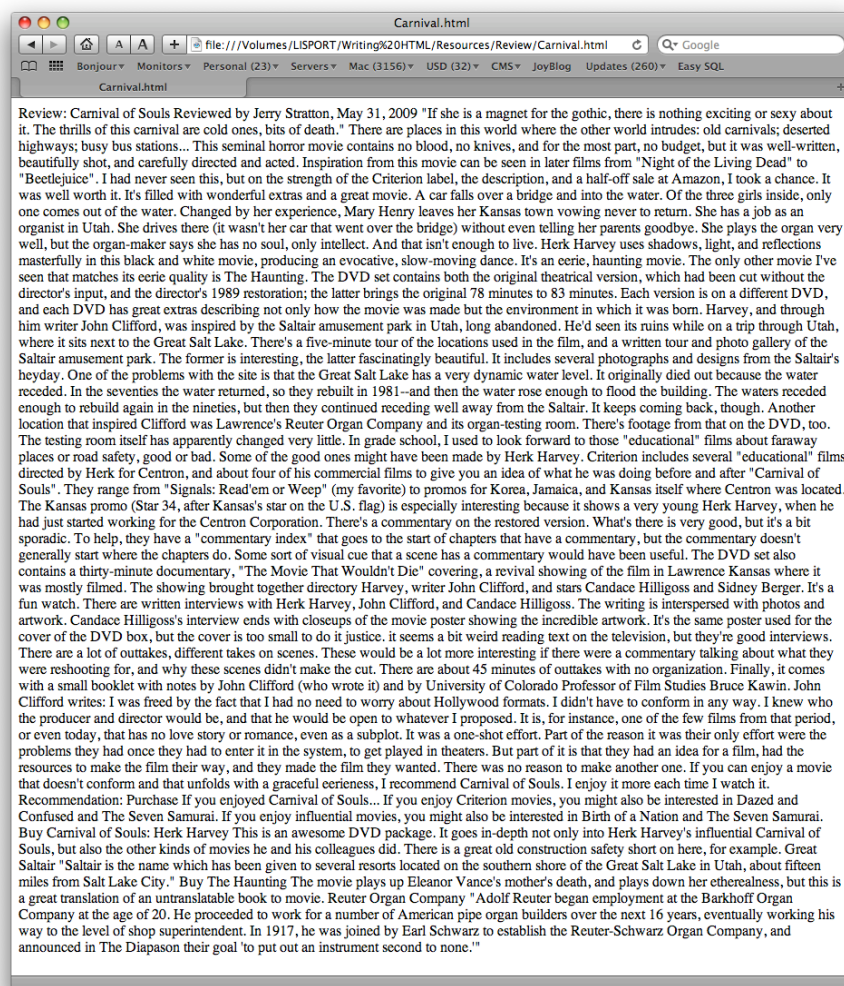 Carnival.html
A A + file:///Volumes/LISPORT/Writing%20HTML/Resources/Review/Carnival.html Google
Bonjour Monitors Personal (23) Servers Mac (3156) USD (32) CMS JoyBlog Updates (260) Easy SQL
Carnival.html +
Review: Carnival of Souls Reviewed by Jerry Stratton, May 31, 2009 "If she is a magnet for the gothic, there is nothing exciting or sexy about
it. The thrills of this carnival are cold ones, bits of death." There are places in this world where the other world intrudes: old carnivals; deserted
highways; busy bus stations... This seminal horror movie contains no blood, no knives, and for the most part, no budget, but it was well-written,
beautifully shot, and carefully directed and acted. Inspiration from this movie can be seen in later films from "Night of the Living Dead" to
"Beetlejuice". I had never seen this, but on the strength of the Criterion label, the description, and a half-off sale at Amazon, I took a chance. It
was well worth it. It's filled with wonderful extras and a great movie. A car falls over a bridge and into the water. Of the three girls inside, only
one comes out of the water. Changed by her experience, Mary Henry leaves her Kansas town vowing never to return. She has a job as an
organist in Utah. She drives there (it wasn't her car that went over the bridge) without even telling her parents goodbye. She plays the organ very
well, but the organ-maker says she has no soul, only intellect. And that isn't enough to live. Herk Harvey uses shadows, light, and reflections
masterfully in this black and white movie, producing an evocative, slow-moving dance. It's an eerie, haunting movie. The only other movie I've
seen that matches its eerie quality is The Haunting. The DVD set contains both the original theatrical version, which had been cut without the
director's input, and the director's 1989 restoration; the latter brings the original 78 minutes to 83 minutes. Each version is on a different DVD,
and each DVD has great extras describing not only how the movie was made but the environment in which it was born. Harvey, and through
him writer John Clifford, was inspired by the Saltair amusement park in Utah, long abandoned. He'd seen its ruins while on a trip through Utah,
where it sits next to the Great Salt Lake. There's a five-minute tour of the locations used in the film, and a written tour and photo gallery of the
Saltair amusement park. The former is interesting, the latter fascinatingly beautiful. It includes several photographs and designs from the Saltair's
heyday. One of the problems with the site is that the Great Salt Lake has a very dynamic water level. It originally died out because the water
receded. In the seventies the water returned, so they rebuilt in 1981--and then the water rose enough to flood the building. The waters receded
enough to rebuild again in the nineties, but then they continued receding well away from the Saltair. It keeps coming back, though. Another
location that inspired Clifford was Lawrence's Reuter Organ Company and its organ-testing room. There's footage from that on the DVD, too.
The testing room itself has apparently changed very little. In grade school, I used to look forward to those "educational" films about faraway
places or road safety, good or bad. Some of the good ones might have been made by Herk Harvey. Criterion includes several "educational" films
directed by Herk for Centron, and about four of his commercial films to give you an idea of what he was doing before and after "Carnival of
Souls". They range from "Signals: Read'em or Weep" (my favorite) to promos for Korea, Jamaica, and Kansas itself where Centron was located.
The Kansas promo (Star 34, after Kansas's star on the U.S. flag) is especially interesting because it shows a very young Herk Harvey, when he
had just started working for the Centron Corporation. There's a commentary on the restored version. What's there is very good, but it's a bit
sporadic. To help, they have a "commentary index" that goes to the start of chapters that have a commentary, but the commentary doesn't
generally start where the chapters do. Some sort of visual cue that a scene has a commentary would have been useful. The DVD set also
contains a thirty-minute documentary, "The Movie That Wouldn't Die" covering, a revival showing of the film in Lawrence Kansas where it
was mostly filmed. The showing brought together directory Harvey, writer John Clifford, and stars Candace Hilligoss and Sidney Berger. It's a
fun watch. There are written interviews with Herk Harvey, John Clifford, and Candace Hilligoss. The writing is interspersed with photos and
artwork. Candace Hilligoss's interview ends with closeups of the movie poster showing the incredible artwork. It's the same poster used for the
cover of the DVD box, but the cover is too small to do it justice. it seems a bit weird reading text on the television, but they're good interviews.
There are a lot of outtakes, different takes on scenes. These would be a lot more interesting if there were a commentary talking about what they
were reshooting for, and why these scenes didn't make the cut. There are about 45 minutes of outtakes with no organization. Finally, it comes
with a small booklet with notes by John Clifford (who wrote it) and by University of Colorado Professor of Film Studies Bruce Kawin. John
Clifford writes: I was freed by the fact that I had no need to worry about Hollywood formats. I didn't have to conform in any way. I knew who
the producer and director would be, and that he would be open to whatever I proposed. It is, for instance, one of the few films from that period,
or even today, that has no love story or romance, even as a subplot. It was a one-shot effort. Part of the reason it was their only effort were the
problems they had once they had to enter it in the system, to get played in theaters. But part of it is that they had an idea for a film, had the
resources to make the film their way, and they made the film they wanted. There was no reason to make another one. If you can enjoy a movie
that doesn't conform and that unfolds with a graceful eerieness, I recommend Carnival of Souls. I enjoy it more each time I watch it.
Recommendation: Purchase If you enjoyed Carnival of Souls... If you enjoy Criterion movies, you might also be interested in Dazed and
Confused and The Seven Samurai. If you enjoy influential movies, you might also be interested in Birth of a Nation and The Seven Samurai.
Buy Carnival of Souls: Herk Harvey This is an awesome DVD package. It goes in-depth not only into Herk Harvey's influential Carnival of
Souls, but also the other kinds of movies he and his colleagues did. There is a great old construction safety short on here, for example. Great
Saltair "Saltair is the name which has been given to several resorts located on the southern shore of the Great Salt Lake in Utah, about fifteen
miles from Salt Lake City." Buy The Haunting The movie plays up Eleanor Vance's mother's death, and plays down her etherealness, but this is
a great translation of an untranslatable book to movie. Reuter Organ Company "Adolf Reuter began employment at the Barkhoff Organ
Company at the age of 20. He proceeded to work for a number of American pipe organ builders over the next 16 years, eventually working his
way to the level of shop superintendent. In 1917, he was joined by Earl Schwarz to establish the Reuter-Schwarz Organ Company, and
announced in The Diapason their goal 'to put out an instrument second to none.'"